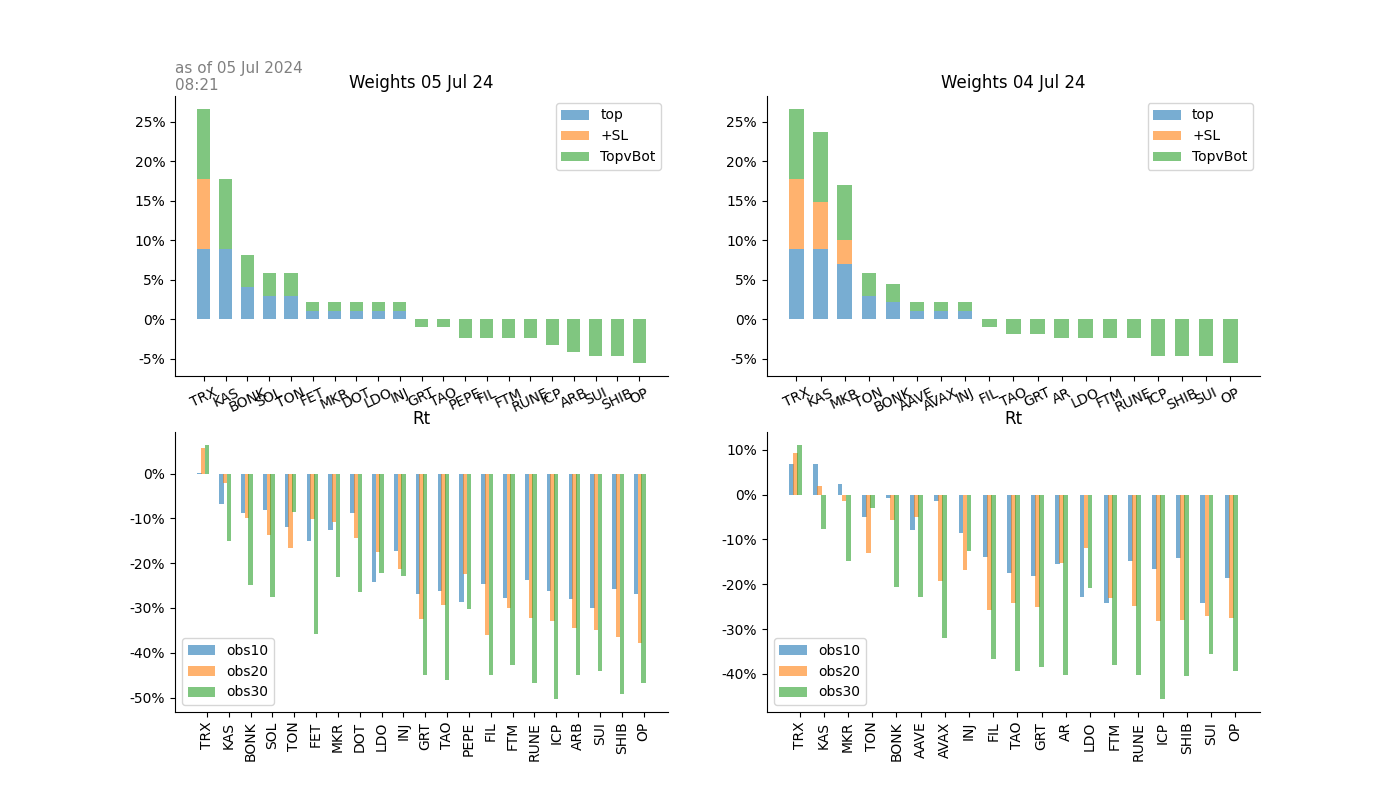 as of 05 Jul 2024
08:21
Weights 05 Jul 24
25%
20%
15%
10%
5%
0%
-5%
top
+SL
TopvBot
TRX KAS BONK SOL TON FET MKR DOT LDO INJ GRT TAO PEPE FIL FTM RUNE ICP ARB SUI SHIB OP
Weights 04 Jul 24
25%
20%
15%
10%
5%
0%
-5%
top
+SL
TopvBot
TRX KAS MKR TON BONK AAVE AVAX INJ FIL TAO GRT AR LDO FTM RUNE ICP SHIB SUI OP
Rt
0%
-10%
-20%
-30%
-40%
-50%
obs10
obs20
obs30
TRX KAS BONK SOL TON FET MKR DOT LDO INJ GRT TAO PEPE FIL FTM RUNE ICP ARB SUI SHIB OP
Rt
10%
0%
-10%
-20%
-30%
-40%
obs10
obs20
obs30
TRX KAS MKR TON BONK AAVE AVAX INJ FIL TAO GRT AR LDO FTM RUNE ICP SHIB SUI OP